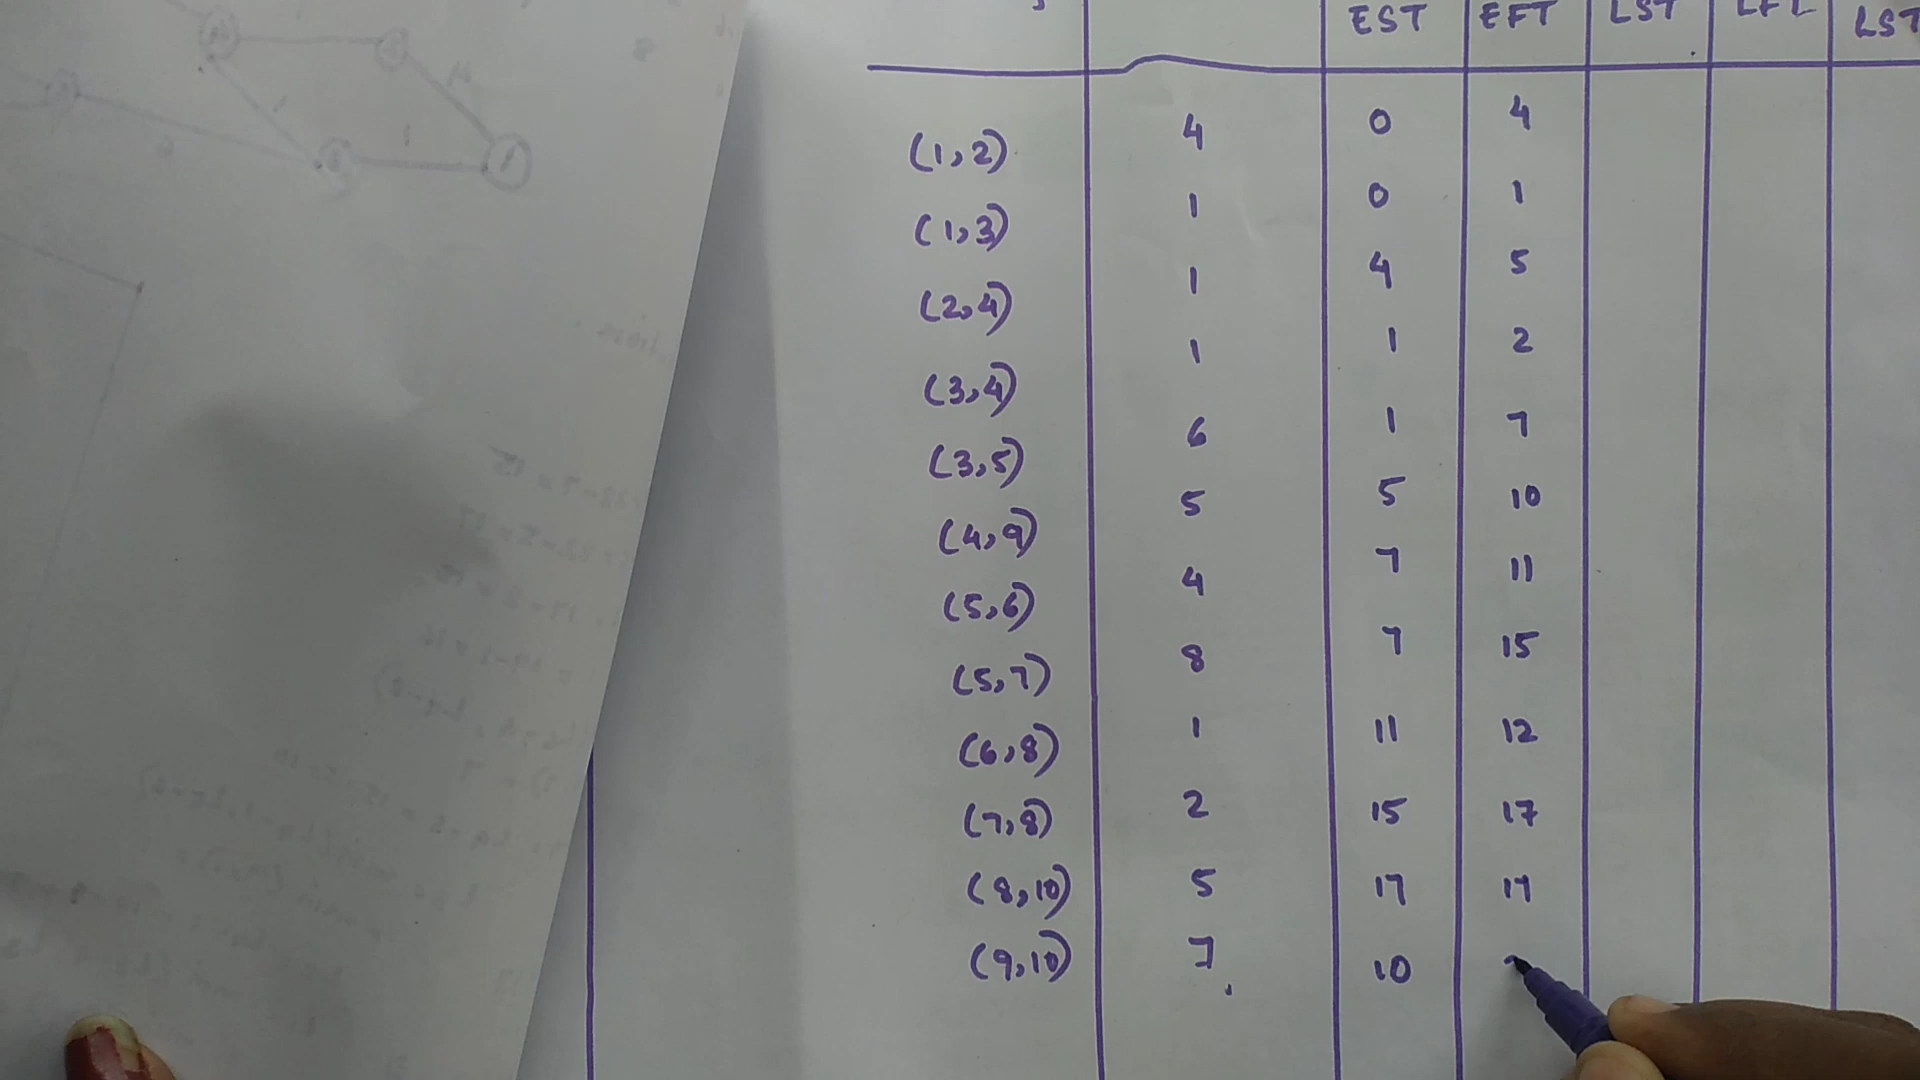 EST EFT LST LFT LST
(1,2) 4 0 4
(1,3) 1 0 1
(2,4) 1 4 5
(3,4) 1 1 2
(3,5) 6 1 7
(4,9) 5 5 10
(5,6) 4 7 11
(5,7) 8 7 15
(6,8) 1 11 12
(7,8) 2 15 17
(8,10) 5 17 17
(9,10) 7 10